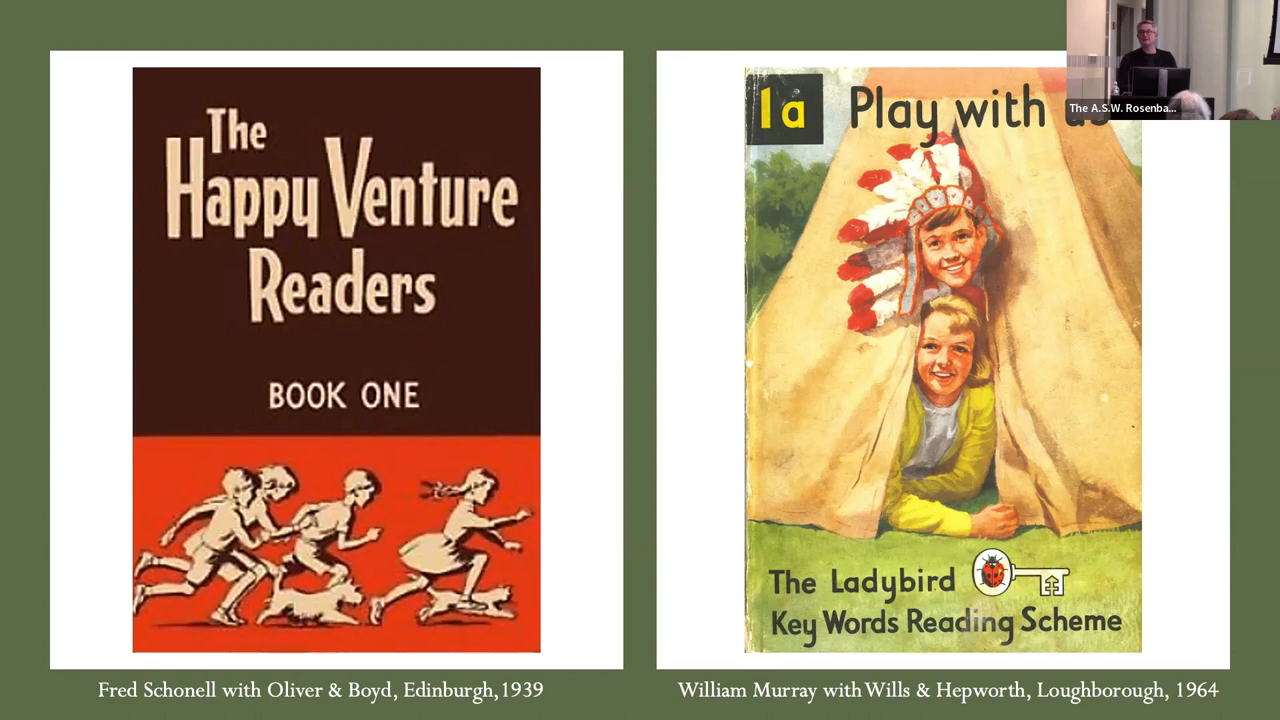 The
Happy Venture
Readers
BOOK ONE
Fred Schonell with Oliver & Boyd, Edinburgh,1939
1a Play with us
The Ladybird
Key Words Reading Scheme
William Murray with Wills & Hepworth, Loughborough, 1964
The A.S.W. Rosenba...